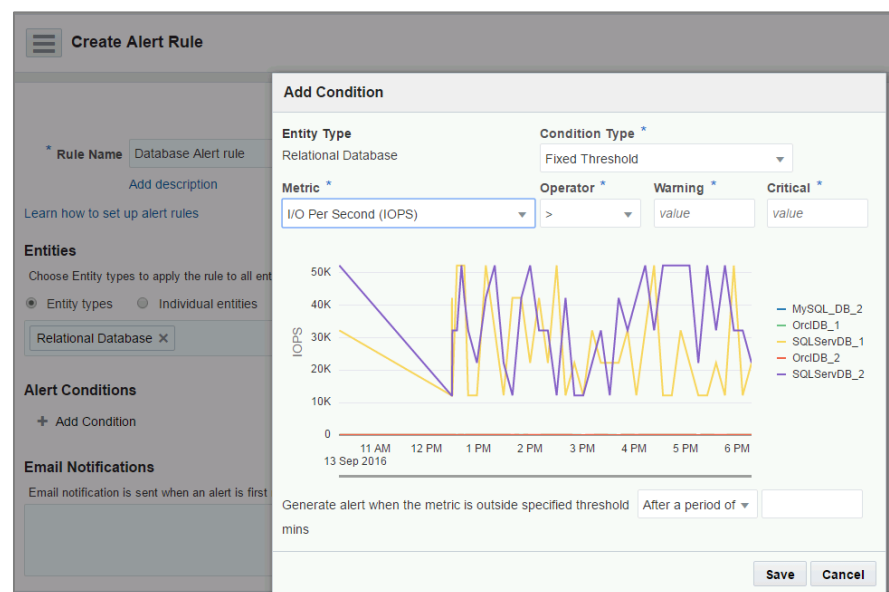 Create Alert Rule
* Rule Name Database Alert rule
Add description
Learn how to set up alert rules
Entities
Choose Entity types to apply the rule to all ent
Entity types Individual entities
Relational Database
Alert Conditions
Add Condition
Email Notifications
Email notification is sent when an alert is first
Add Condition
Entity Type Condition Type *
Relational Database Fixed Threshold
Metric * Operator * Warning * Critical *
I/O Per Second (IOPS) > value value
50K
40K
30K
20K
10K
0
IOPS
11 AM 12 PM 1 PM 2 PM 3 PM 4 PM 5 PM 6 PM
13 Sep 2016
MySQL_DB_2
OrclDB_1
SQLServDB_1
OrclDB_2
SQLServDB_2
Generate alert when the metric is outside specified threshold After a period of
mins
Save Cancel